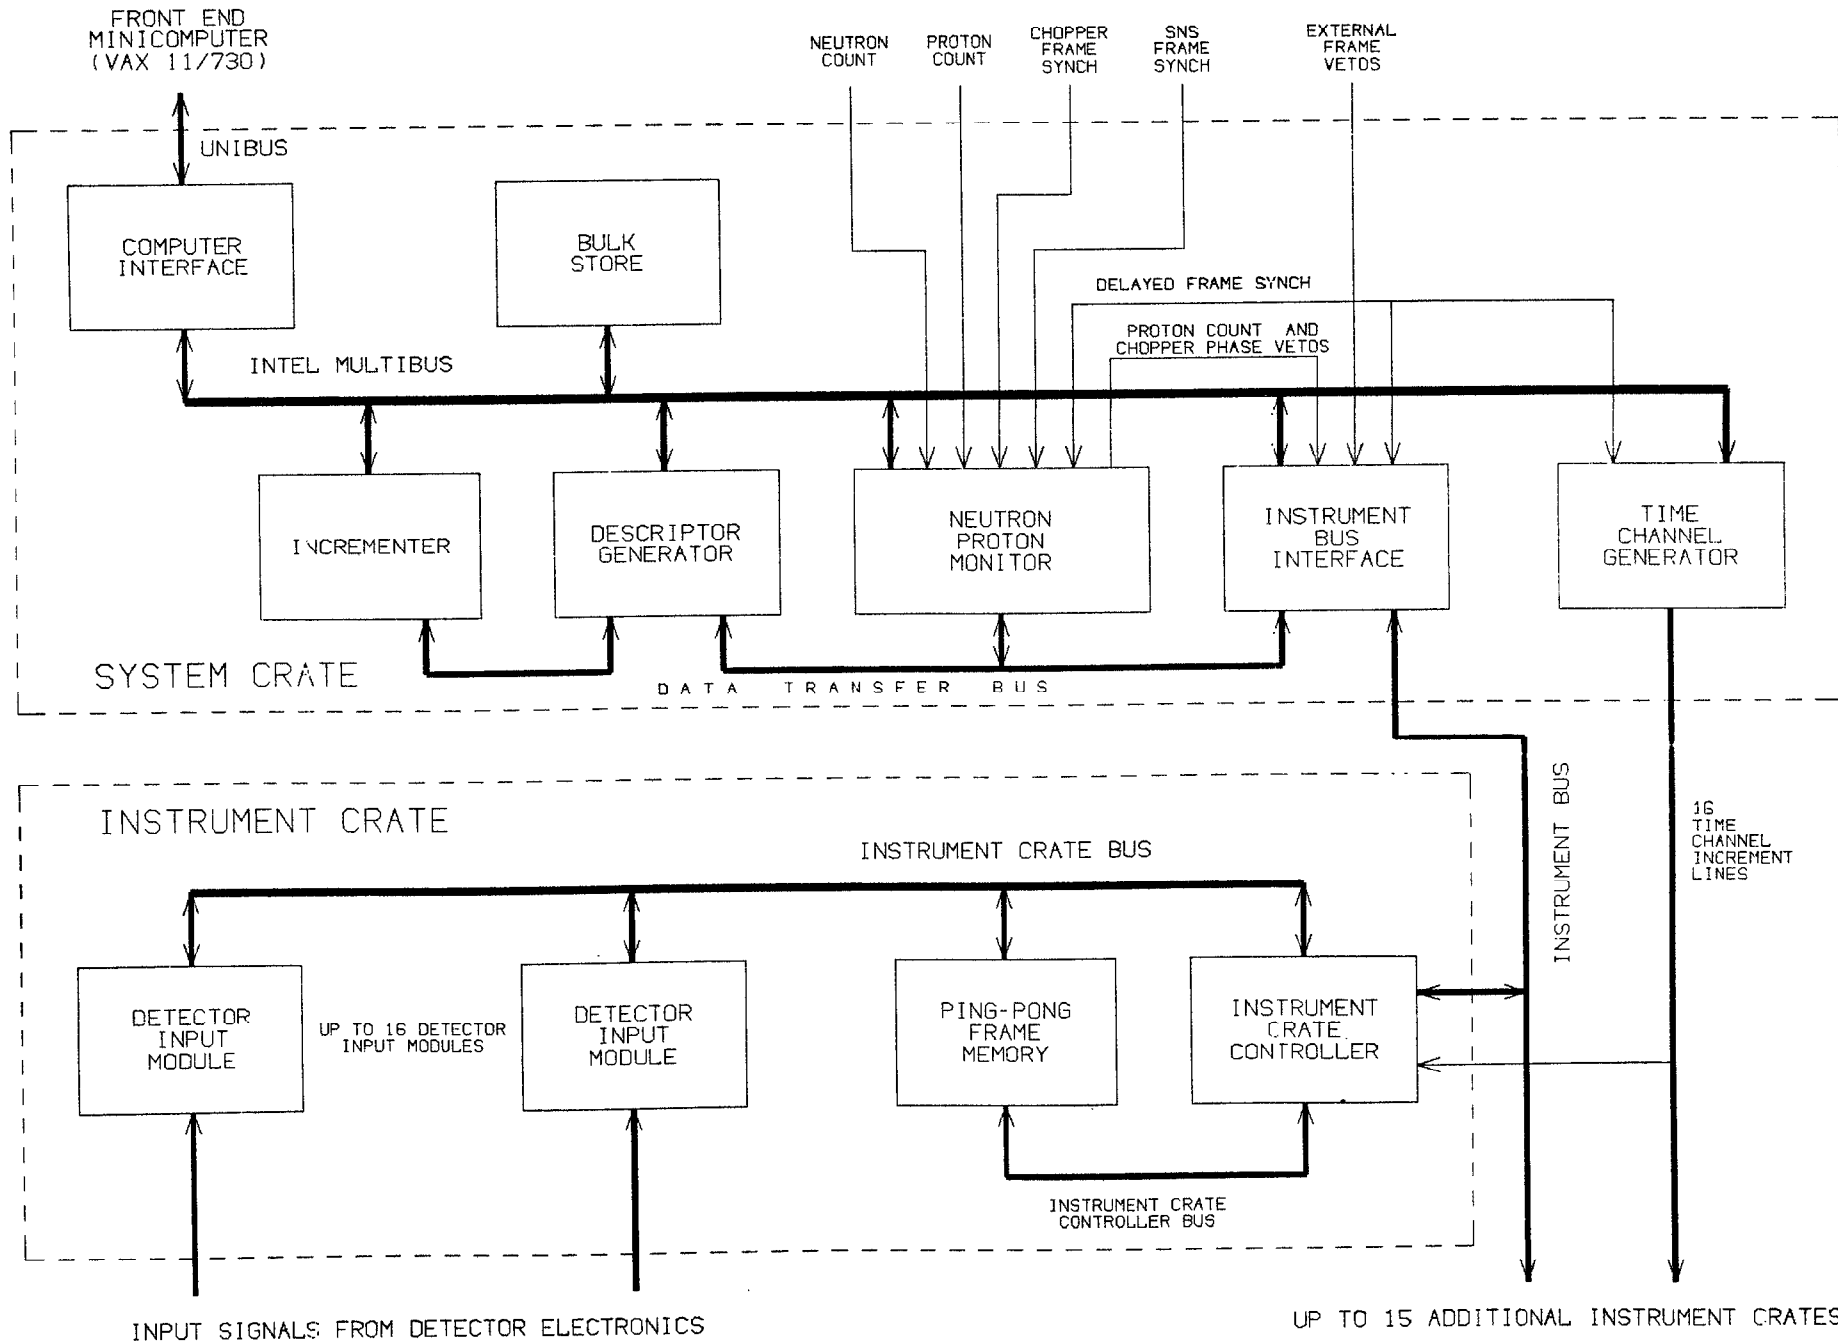 FRONT END
MINICOMPUTER
(VAX 11/730)
NEUTRON
COUNT
PROTON
COUNT
CHOPPER
FRAME
SYNCH
SNS
FRAME
SYNCH
EXTERNAL
FRAME
VETOS
UNIBUS
COMPUTER
INTERFACE
BULK
STORE
DELAYED FRAME SYNCH
PROTON COUNT AND
CHOPPER PHASE VETOS
INTEL MULTIBUS
INCREMENTER
DESCRIPTOR
GENERATOR
NEUTRON
PROTON
MONITOR
INSTRUMENT
BUS
INTERFACE
TIME
CHANNEL
GENERATOR
SYSTEM CRATE
DATA TRANSFER BUS
INSTRUMENT BUS
16
TIME
CHANNEL
INCREMENT
LINES
INSTRUMENT CRATE
INSTRUMENT CRATE BUS
DETECTOR
INPUT
MODULE
UP TO 16 DETECTOR
INPUT MODULES
DETECTOR
INPUT
MODULE
PING-PONG
FRAME
MEMORY
INSTRUMENT
CRATE
CONTROLLER
INSTRUMENT CRATE
CONTROLLER BUS
INPUT SIGNALS FROM DETECTOR ELECTRONICS
UP TO 15 ADDITIONAL INSTRUMENT CRATES